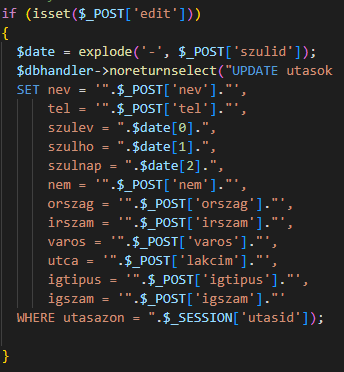 if (isset($_POST['edit']))
{
$date = explode('-', $_POST['szulid']);
$dbhandler->noreturnselect("UPDATE utasok
SET nev = '".$_POST['nev']."',
tel = '".$_POST['tel']."',
szulev = ".$date[0].",
szulho = ".$date[1].",
szulnap = ".$date[2].",
nem = '".$_POST['nem']."',
orszag = '".$_POST['orszag']."',
irszam = '".$_POST['irszam']."',
varos = '".$_POST['varos']."',
utca = '".$_POST['lakcim']."',
igtipus = '".$_POST['igtipus']."',
igszam = '".$_POST['igszam']."'
WHERE utasazon = ".$_SESSION['utasid']);
}